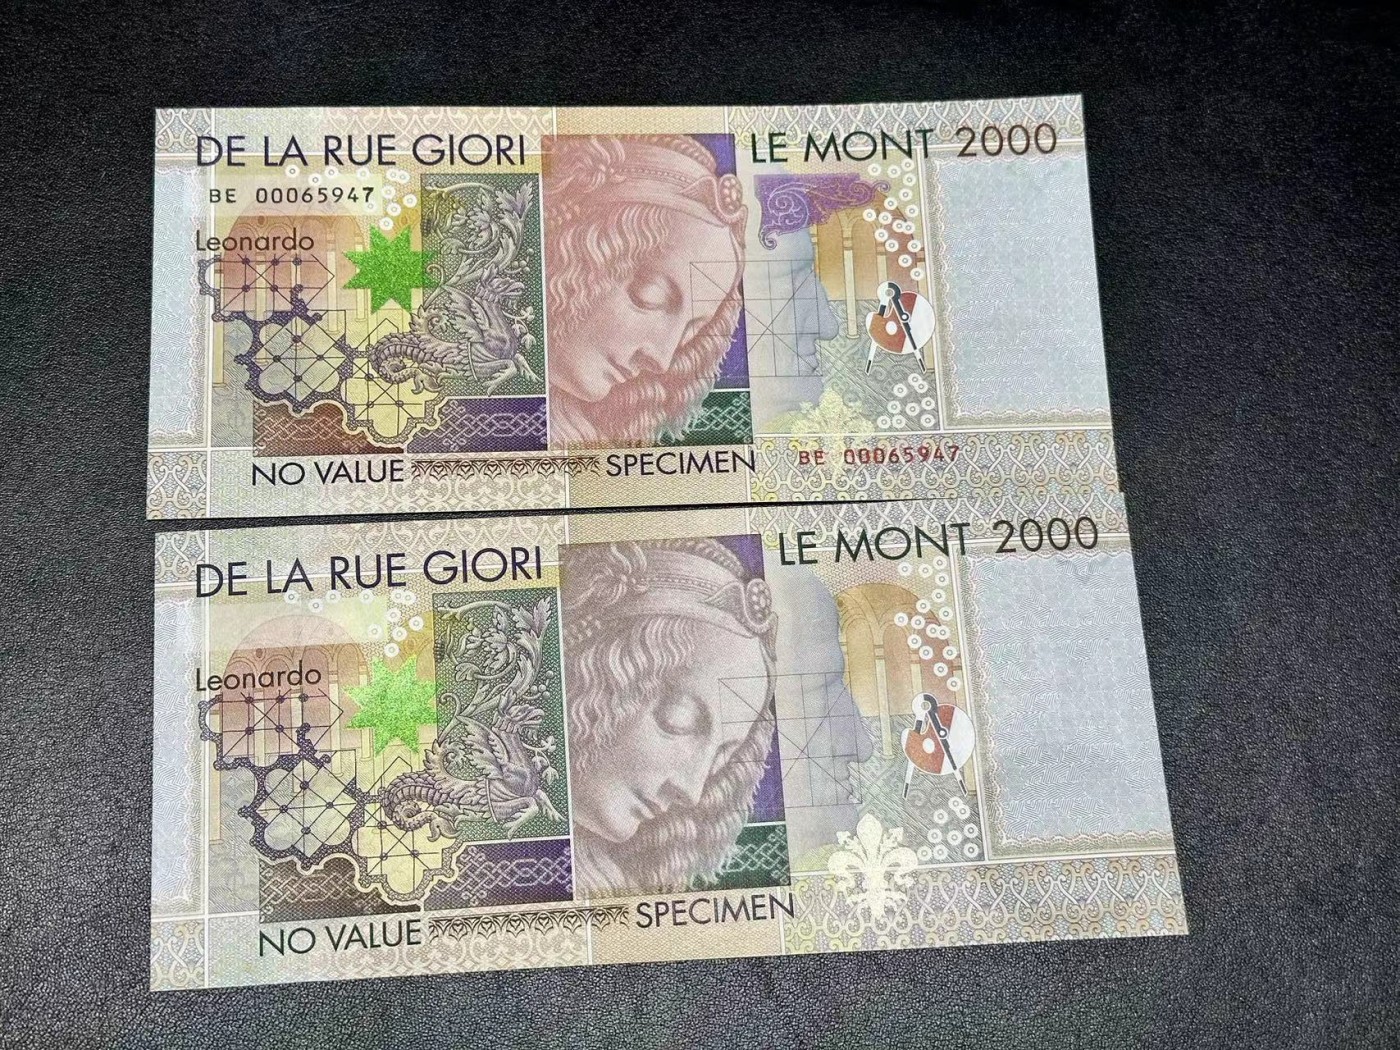 DE LA RUE GIORI
LE MONT 2000
BE 00065947
Leonardo
NO VALUE
SPECIMEN
BE 00065947
DE LA RUE GIORI
LE MONT 2000
Leonardo
NO VALUE
SPECIMEN